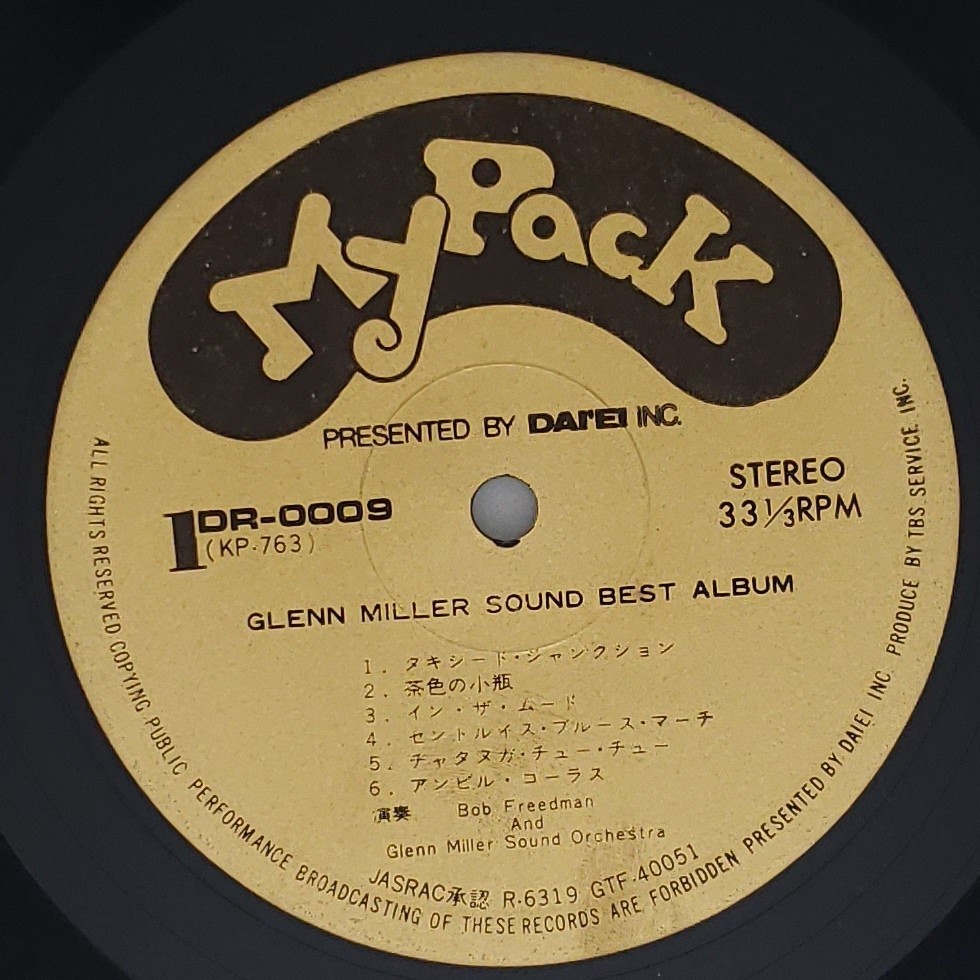 My Pack
PRESENTED BY DAI'EI INC.
1 DR-0009
(KP-763)
STEREO
33⅓RPM
GLENN MILLER SOUND BEST ALBUM
1. タキシード・ジャンクション
2. 茶色の小瓶
3. イン・ザ・ムード
4. セントルイス・ブルース・マーチ
5. チャタヌガ・チュー・チュー
6. アンビル・コーラス
演奏 Bob Freedman
And
Glenn Miller Sound Orchestra
JASRAC承認 R-6319 GTF-40051
ALL RIGHTS RESERVED COPYING PUBLIC PERFORMANCE BROADCASTING OF THESE RECORDS ARE FORBIDDEN PRESENTED BY DAIEI INC. PRODUCE BY TBS SERVICE. INC.